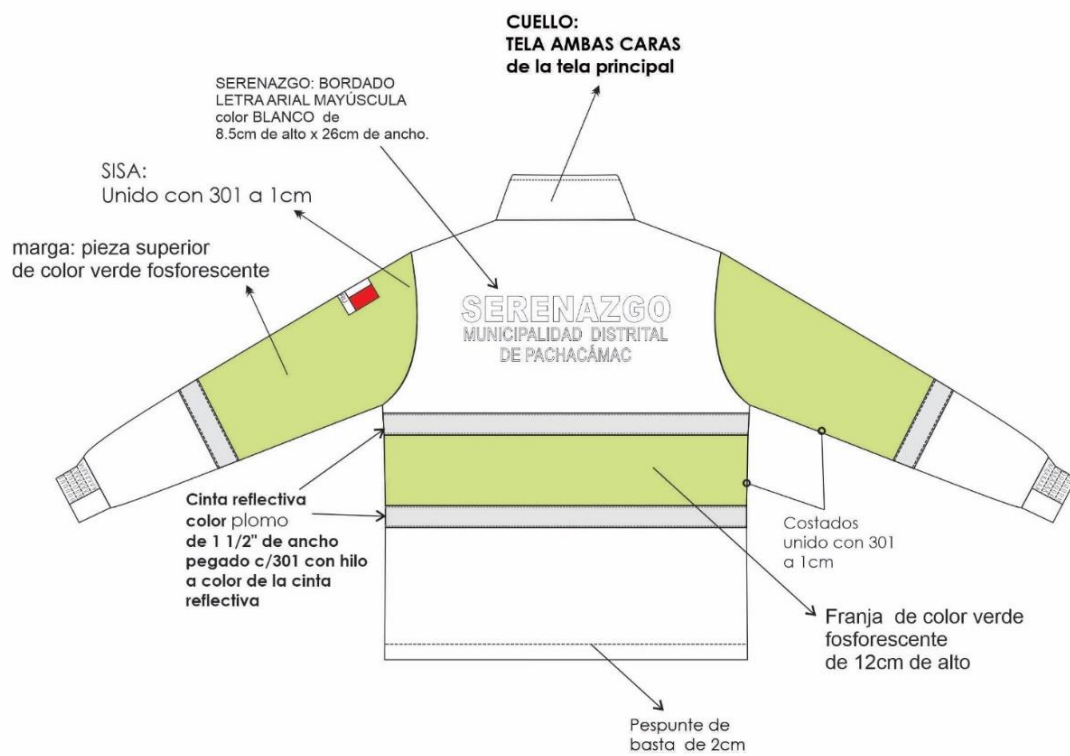 CUELLO:
TELA AMBAS CARAS
de la tela principal
SERENAZGO: BORDADO
LETRA ARIAL MAYÚSCULA
color BLANCO de
8.5cm de alto x 26cm de ancho.
SISA:
Unido con 301 a 1cm
marga: pieza superior
de color verde fosforescente
SERENAZGO
MUNICIPALIDAD DISTRITAL
DE PACHACÁMAC
Cinta reflectiva
color plomo
de 1 1/2" de ancho
pegado c/301 con hilo
a color de la cinta
reflectiva
Costados
unido con 301
a 1cm
Franja de color verde
fosforescente
de 12cm de alto
Pespunte de
basta de 2cm